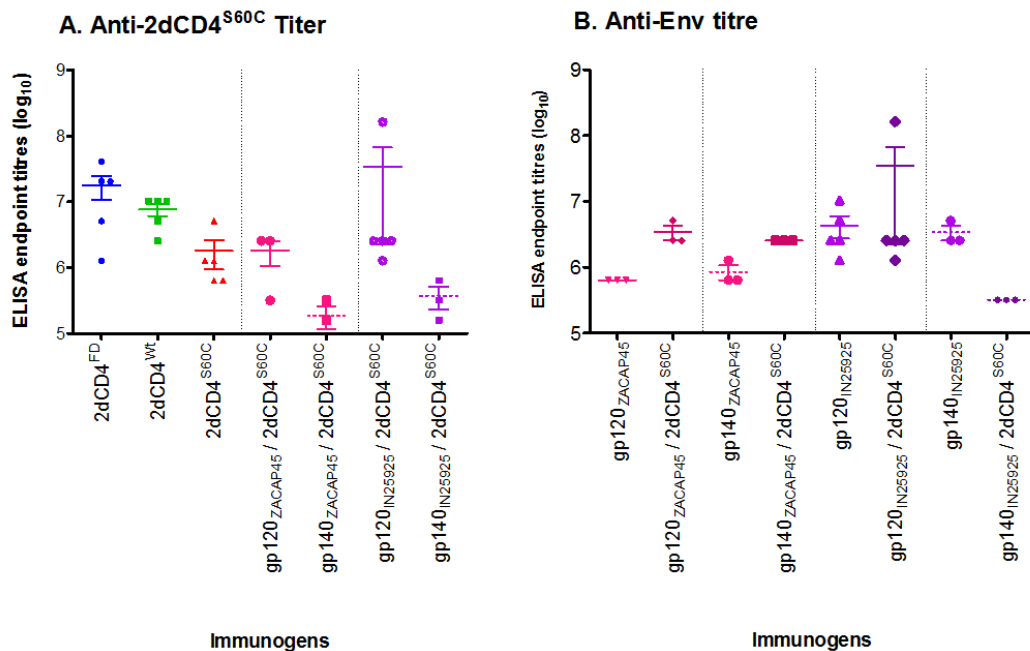 A. Anti-2dCD4S60C Titer
ELISA endpoint titres (log10)
9
8
7
6
5
2dCD4FD
2dCD4Wt
2dCD4S60C
gp120ZACAP45 / 2dCD4S60C
gp140ZACAP45 / 2dCD4S60C
gp120IN25925 / 2dCD4S60C
gp140IN25925 / 2dCD4S60C
Immunogens
B. Anti-Env titre
ELISA endpoint titres (log10)
9
8
7
6
5
gp120ZACAP45
gp120ZACAP45 / 2dCD4S60C
gp140ZACAP45
gp140ZACAP45 / 2dCD4S60C
gp120IN25925
gp120IN25925 / 2dCD4S60C
gp140IN25925
gp140IN25925 / 2dCD4S60C
Immunogens